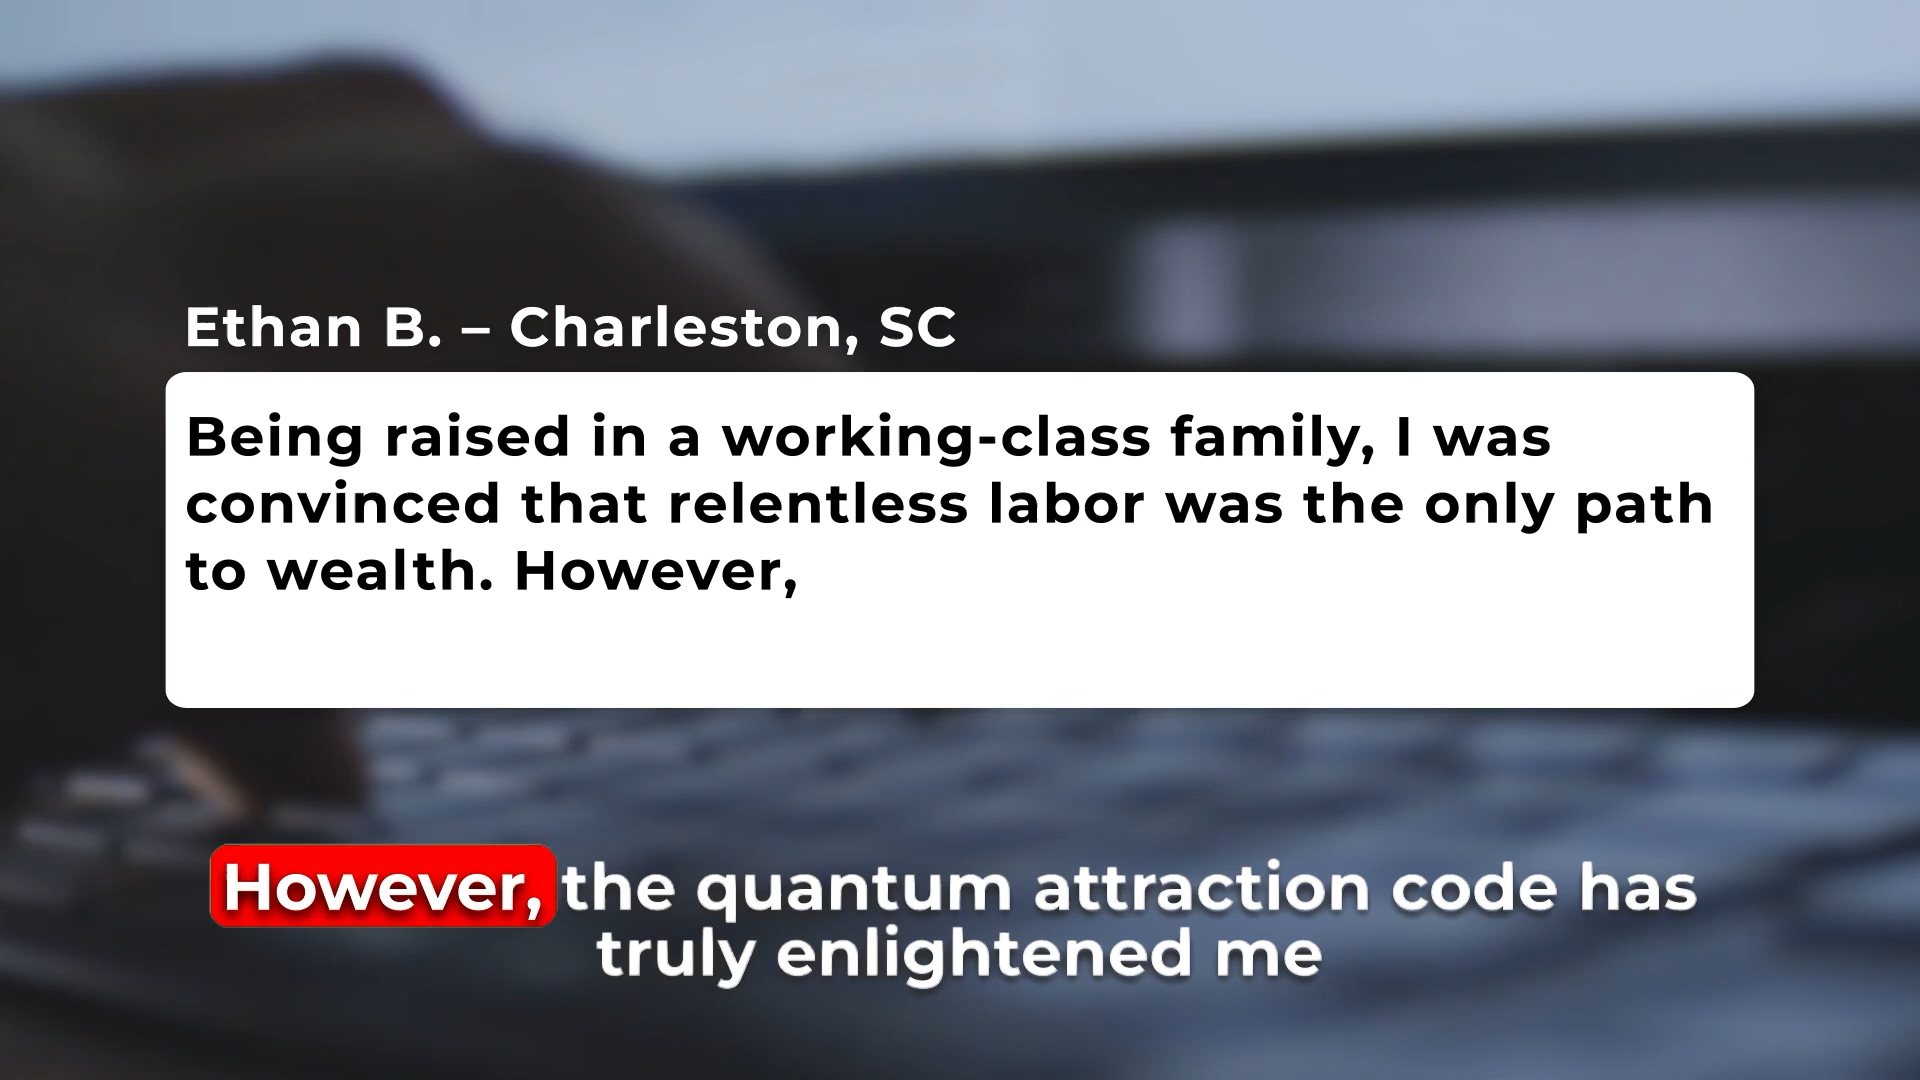 Ethan B. – Charleston, SC
Being raised in a working-class family, I was
convinced that relentless labor was the only path
to wealth. However,
However, the quantum attraction code has
truly enlightened me